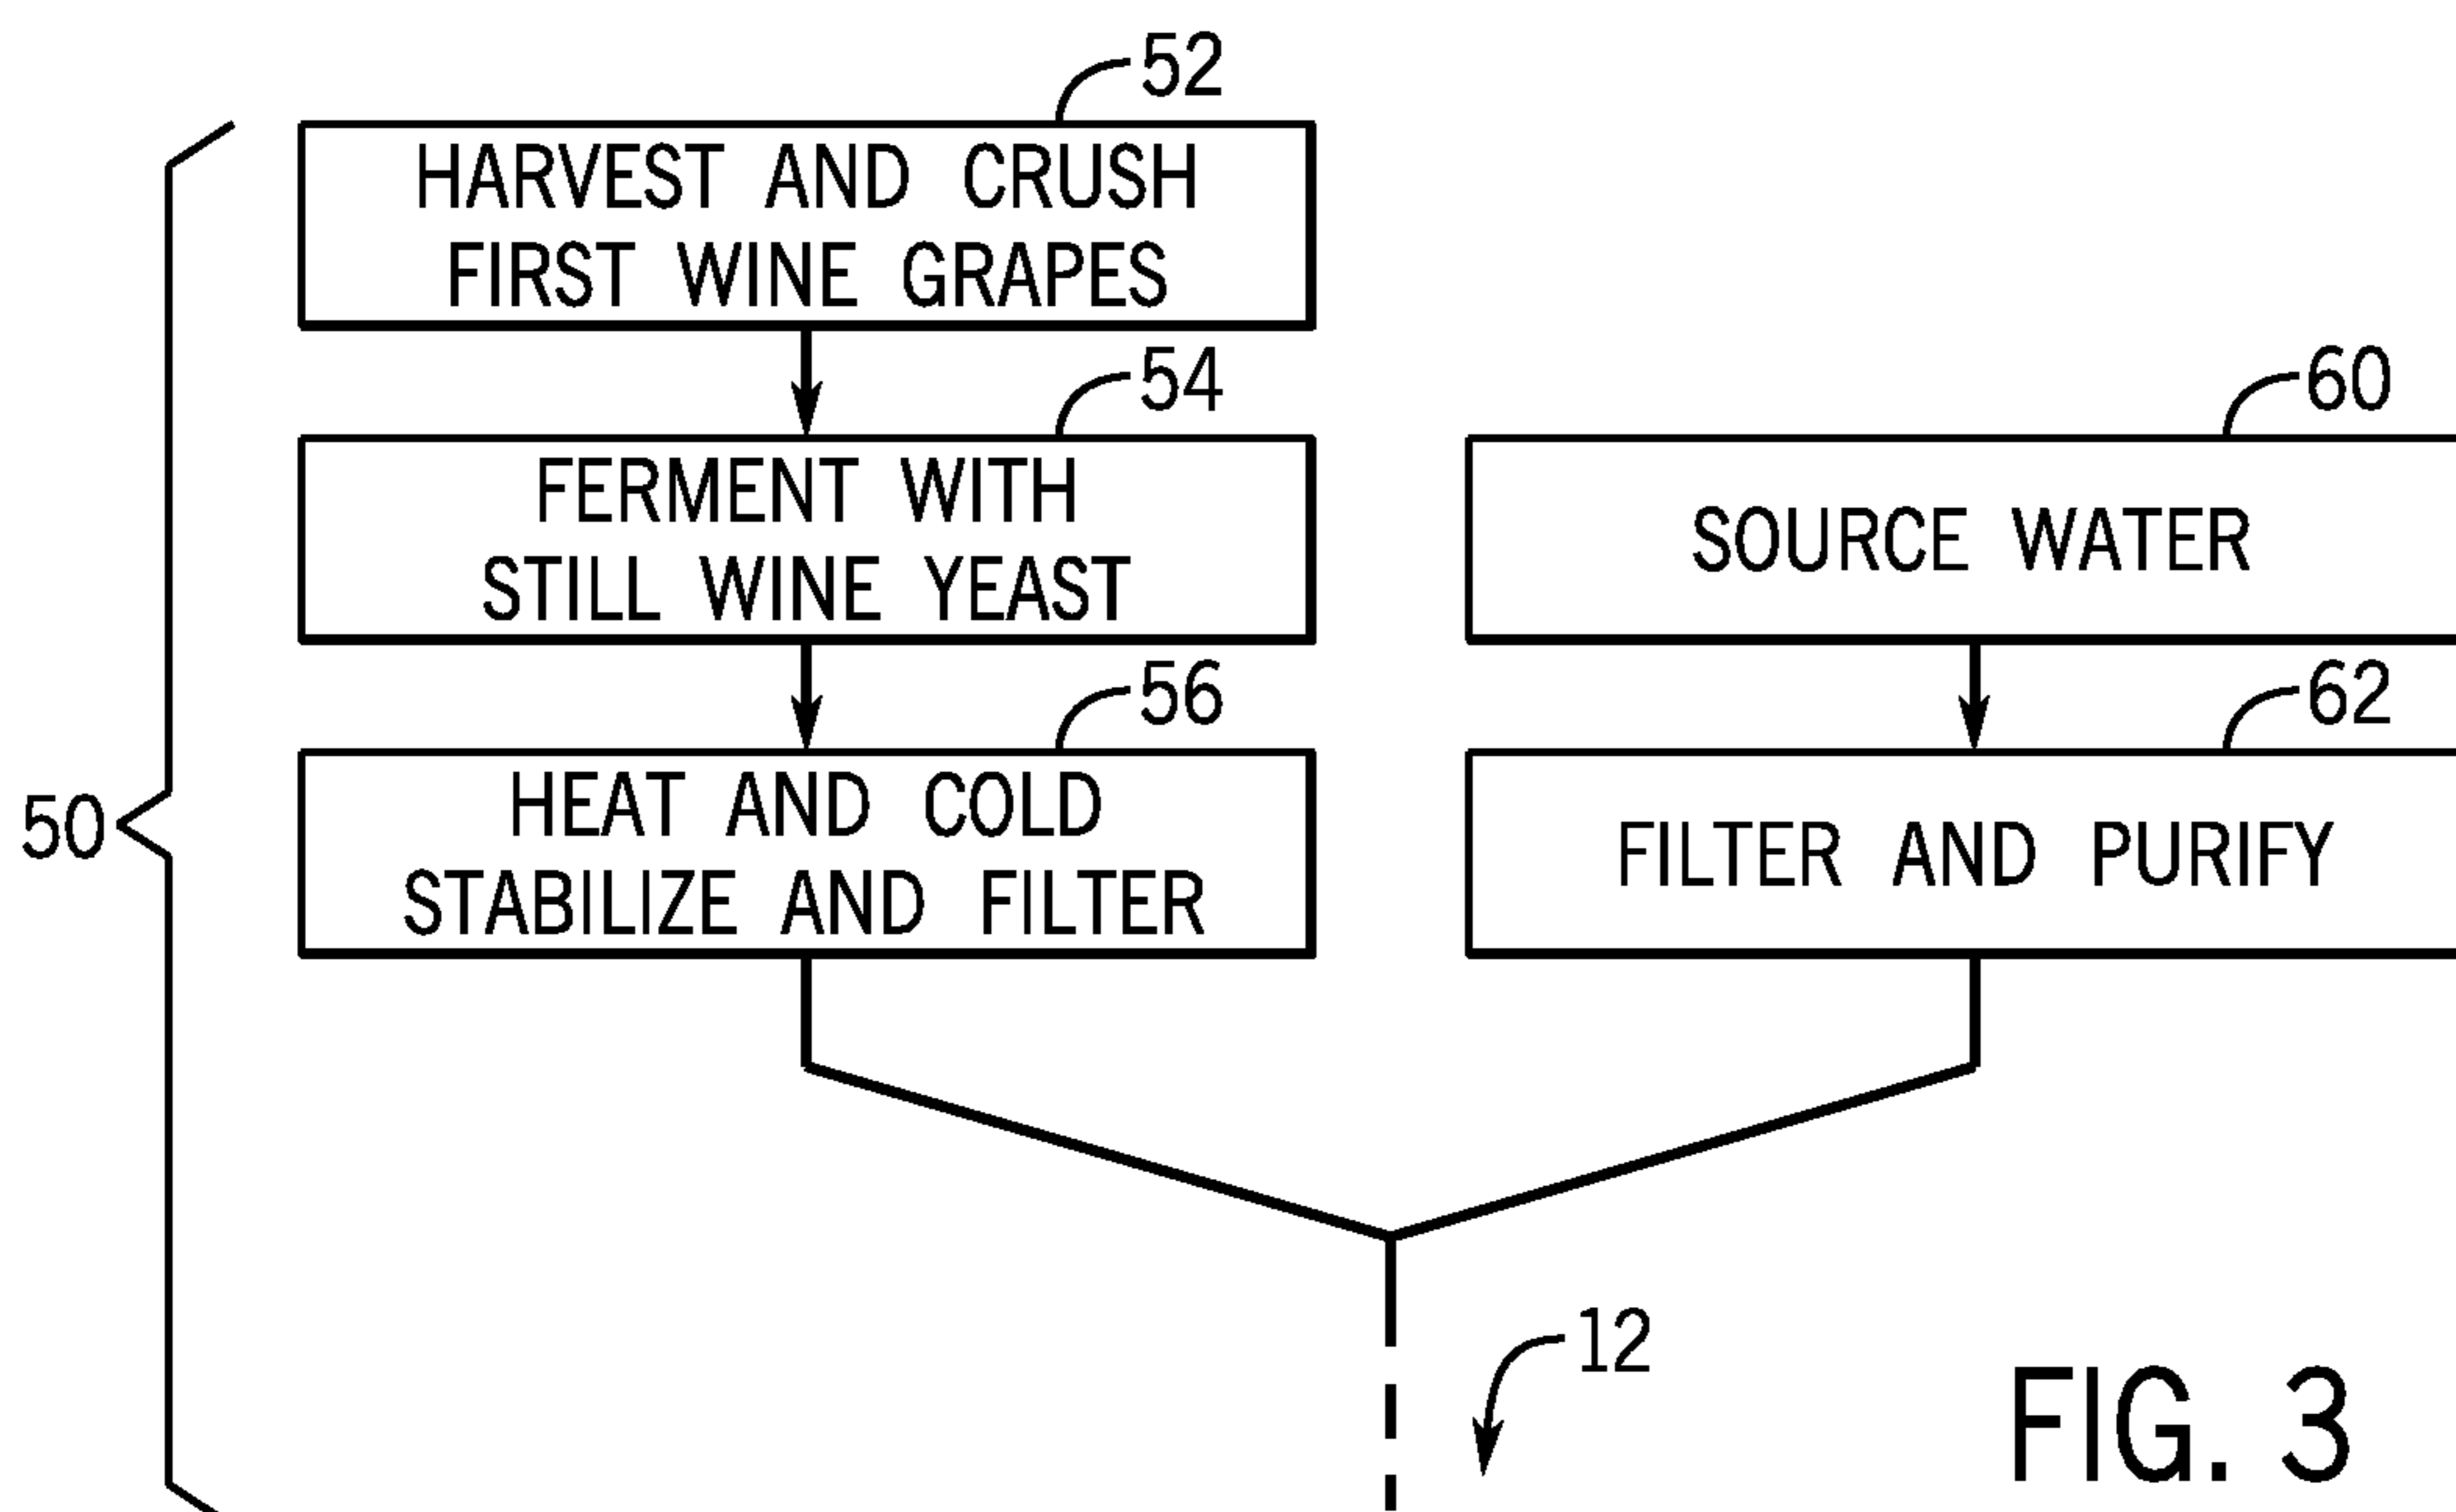 52
HARVEST AND CRUSH
FIRST WINE GRAPES
54
FERMENT WITH
STILL WINE YEAST
60
SOURCE WATER
56
HEAT AND COLD
STABILIZE AND FILTER
62
FILTER AND PURIFY
50
12
FIG. 3